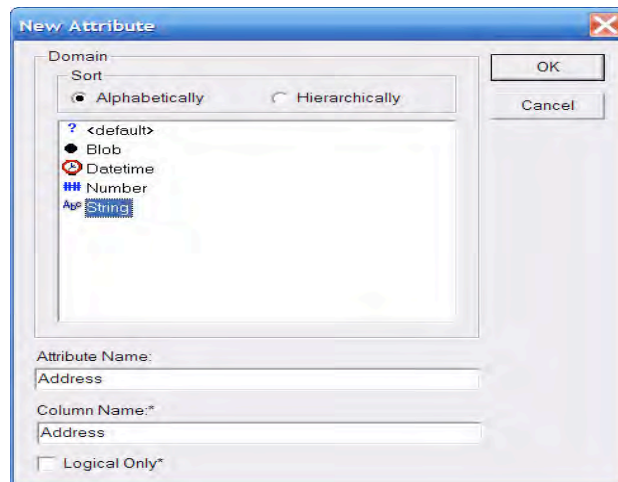 New Attribute
Domain
Sort
Alphabetically
Hierarchically
OK
Cancel
? <default>
Blob
Datetime
## Number
Abc String
Attribute Name:
Address
Column Name:*
Address
Logical Only*